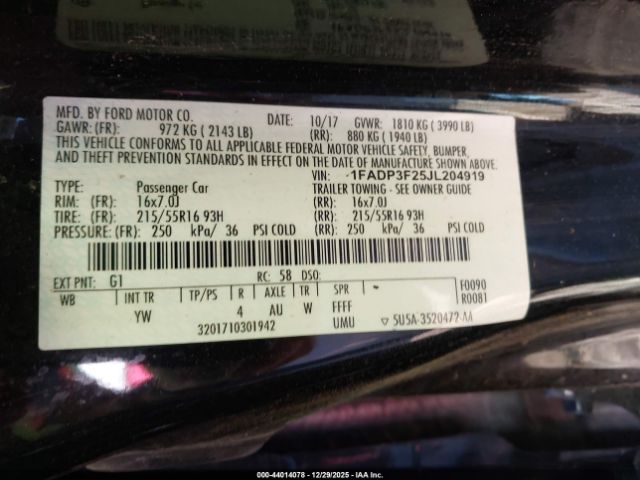 MFD. BY FORD MOTOR CO. DATE: 10/17 GVWR: 1810 KG ( 3990 LB)
GAWR: (FR): 972 KG ( 2143 LB) (RR): 880 KG ( 1940 LB)
THIS VEHICLE CONFORMS TO ALL APPLICABLE FEDERAL MOTOR VEHICLE SAFETY, BUMPER,
AND THEFT PREVENTION STANDARDS IN EFFECT ON THE DATE OF MANUFACTURE SHOWN ABOVE.
VIN: 1FADP3F25JL204919
TYPE: Passenger Car TRAILER TOWING - SEE OWNER GUIDE
RIM: (FR): 16x7.0J (RR): 16x7.0J
TIRE: (FR): 215/55R16 93H (RR): 215/55R16 93H
PRESSURE: (FR): 250 kPa/ 36 PSI COLD (RR): 250 kPa/ 36 PSI COLD
EXT PNT: G1 RC: 58 DSO: F0090
WB INT TR TP/PS R AXLE TR SPR - R0081
YW 4 AU W FFFF
3201710301942 UMU ▽ 5U5A-3520472-AA
000-44014078 - 12/29/2025 - IAA Inc.